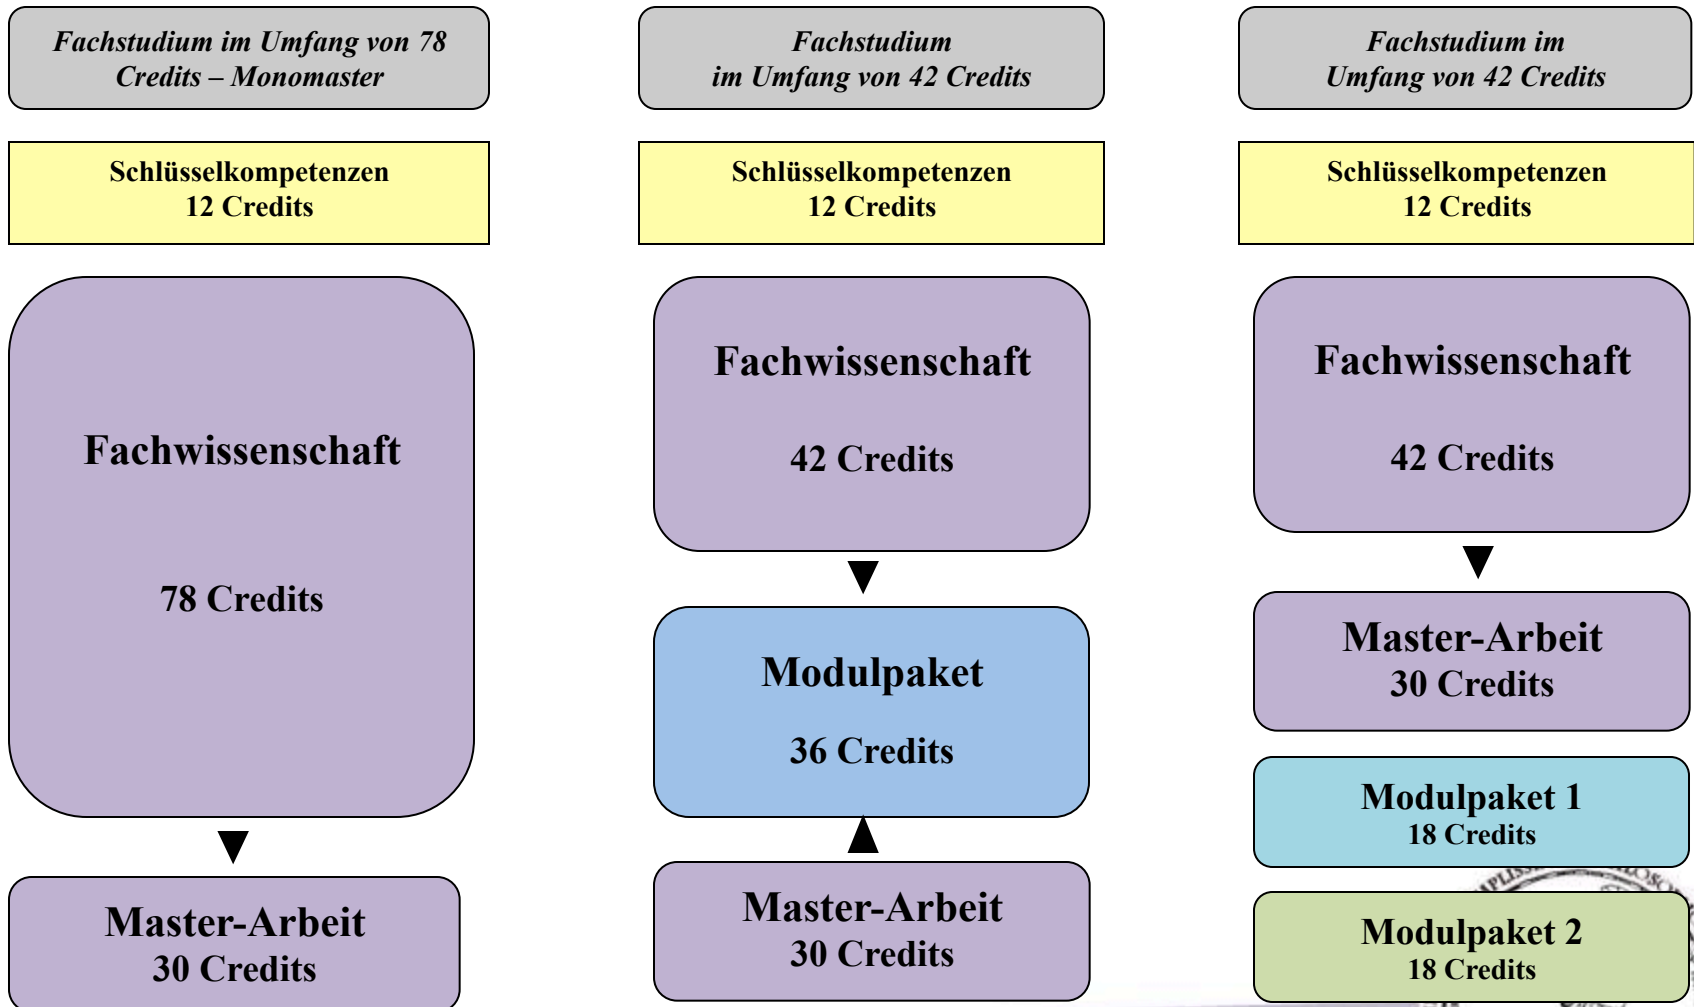 Fachstudium im Umfang von 78
Credits – Monomaster
Schlüsselkompetenzen
12 Credits
Fachwissenschaft
78 Credits
Master-Arbeit
30 Credits
Fachstudium
im Umfang von 42 Credits
Schlüsselkompetenzen
12 Credits
Fachwissenschaft
42 Credits
Modulpaket
36 Credits
Master-Arbeit
30 Credits
Fachstudium im
Umfang von 42 Credits
Schlüsselkompetenzen
12 Credits
Fachwissenschaft
42 Credits
Master-Arbeit
30 Credits
Modulpaket 1
18 Credits
Modulpaket 2
18 Credits